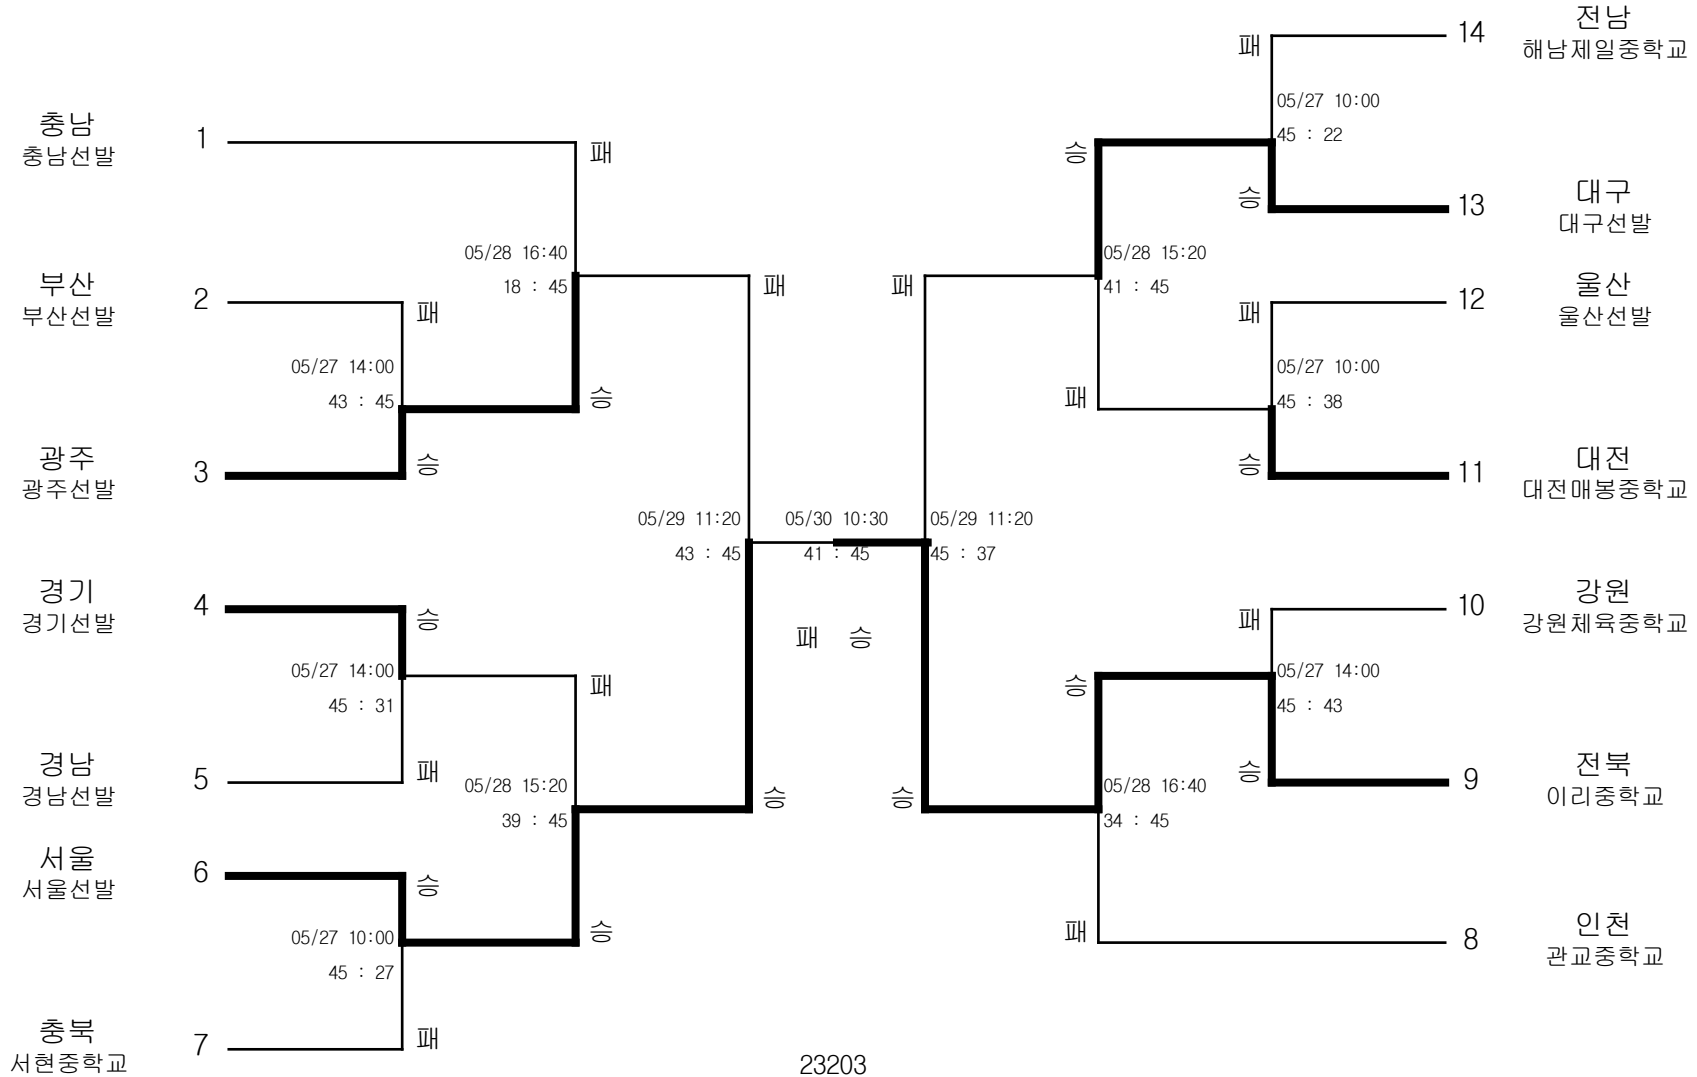 충남
충남선발
1
패
05/28 16:40
18 : 45
부산
부산선발
2
패
05/27 14:00
43 : 45
승
광주
광주선발
3
승
패
05/29 11:20
43 : 45
경기
경기선발
4
승
05/27 14:00
45 : 31
패
경남
경남선발
5
패
05/28 15:20
39 : 45
승
서울
서울선발
6
승
05/27 10:00
45 : 27
승
충북
서현중학교
7
패
05/30 10:30
41 : 45
패 승
23203
패
14
전남
해남제일중학교
05/27 10:00
45 : 22
승
승
13
대구
대구선발
05/28 15:20
41 : 45
패
패
12
울산
울산선발
05/27 10:00
45 : 38
패
승
11
대전
대전매봉중학교
05/29 11:20
45 : 37
패
10
강원
강원체육중학교
05/27 14:00
45 : 43
승
승
9
전북
이리중학교
승
05/28 16:40
34 : 45
패
8
인천
관교중학교